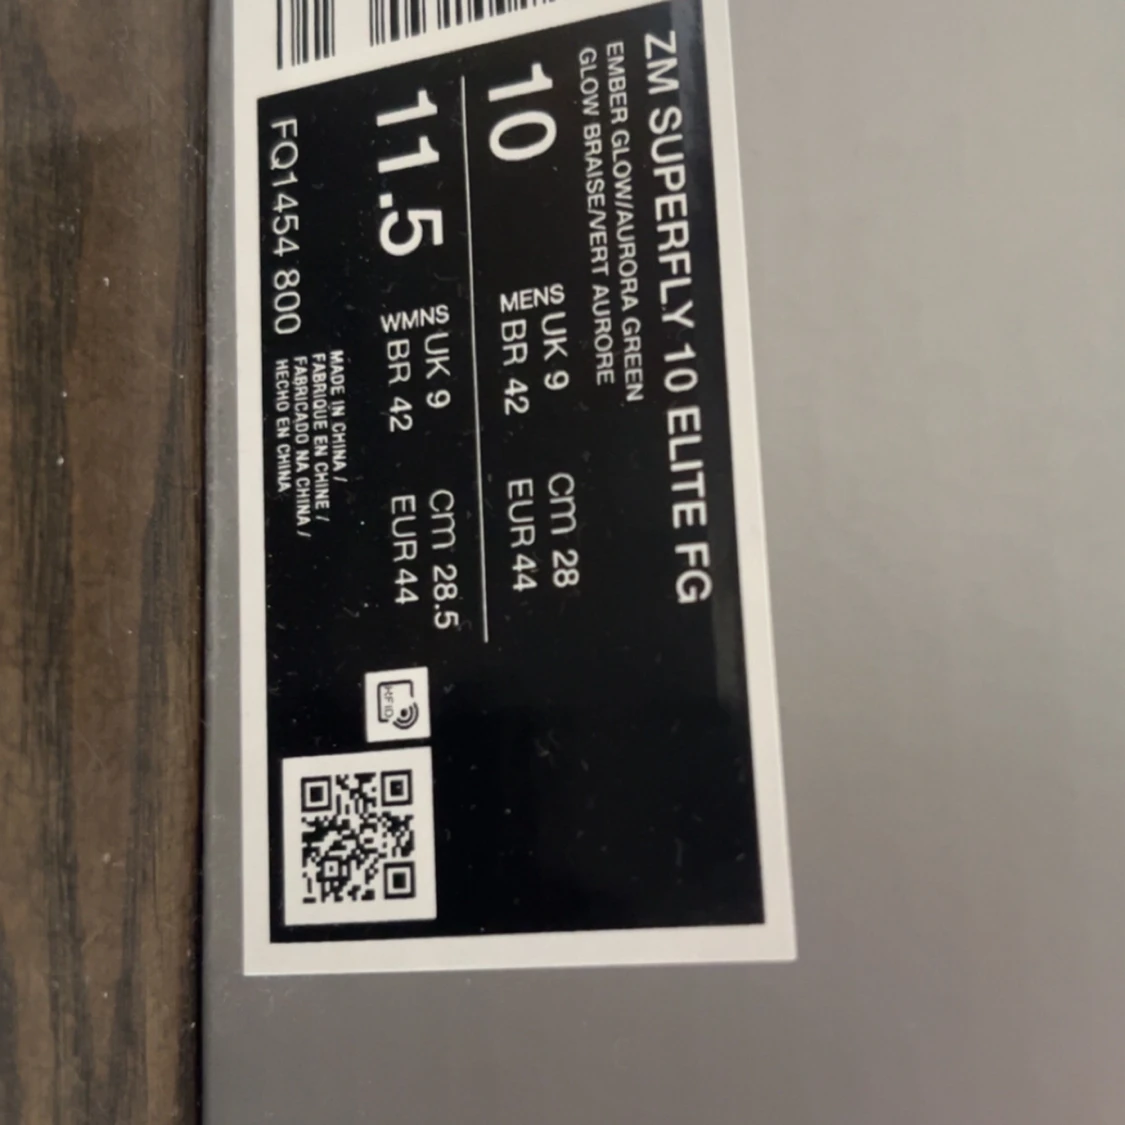 ZM SUPERFLY 10 ELITE FG
EMBER GLOW/AURORA GREEN
GLOW BRAISE/VERT AURORE
10
MENS
UK 9
cm 28
BR 42
EUR 44
11.5
WMNS
UK 9
cm 28.5
BR 42
EUR 44
FQ1454 800
MADE IN CHINA /
FABRIQUE EN CHINE /
FABRICADO NA CHINA /
HECHO EN CHINA
RFID